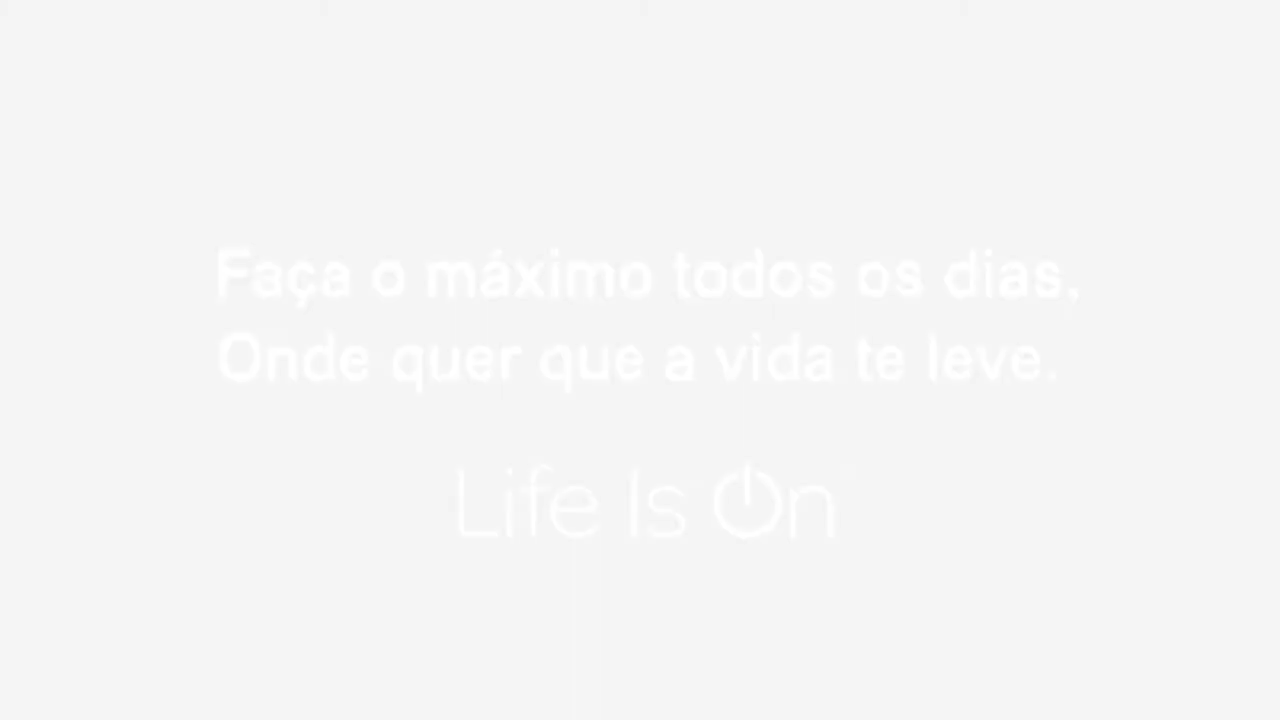 Faça o máximo todos os dias,
Onde quer que a vida te leve.
Life Is On